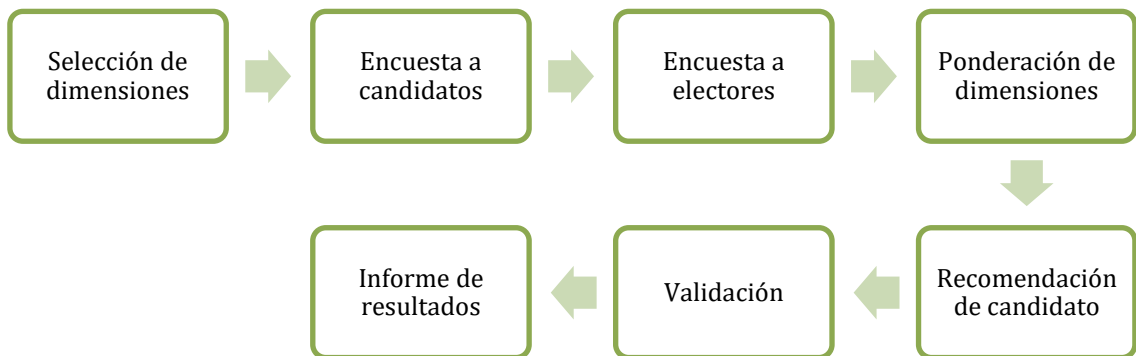 Selección de
dimensiones
Encuesta a
candidatos
Encuesta a
electores
Ponderación de
dimensiones
Recomendación
de candidato
Validación
Informe de
resultados